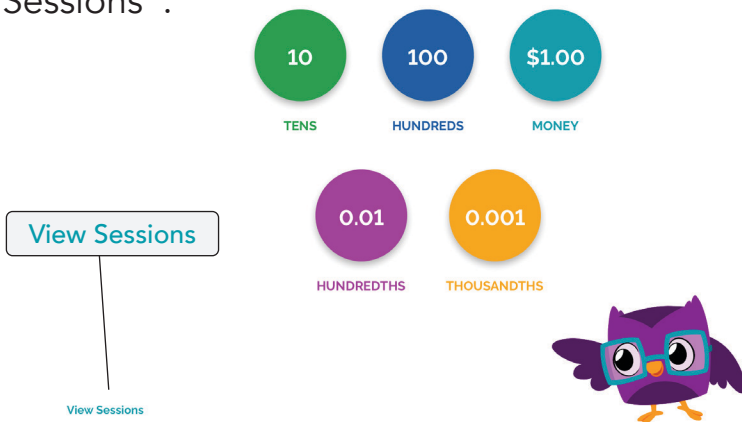 Sessions".
10
100
$1.00
TENS
HUNDREDS
MONEY
0.01
0.001
View Sessions
HUNDREDTHS
THOUSANDTHS
View Sessions